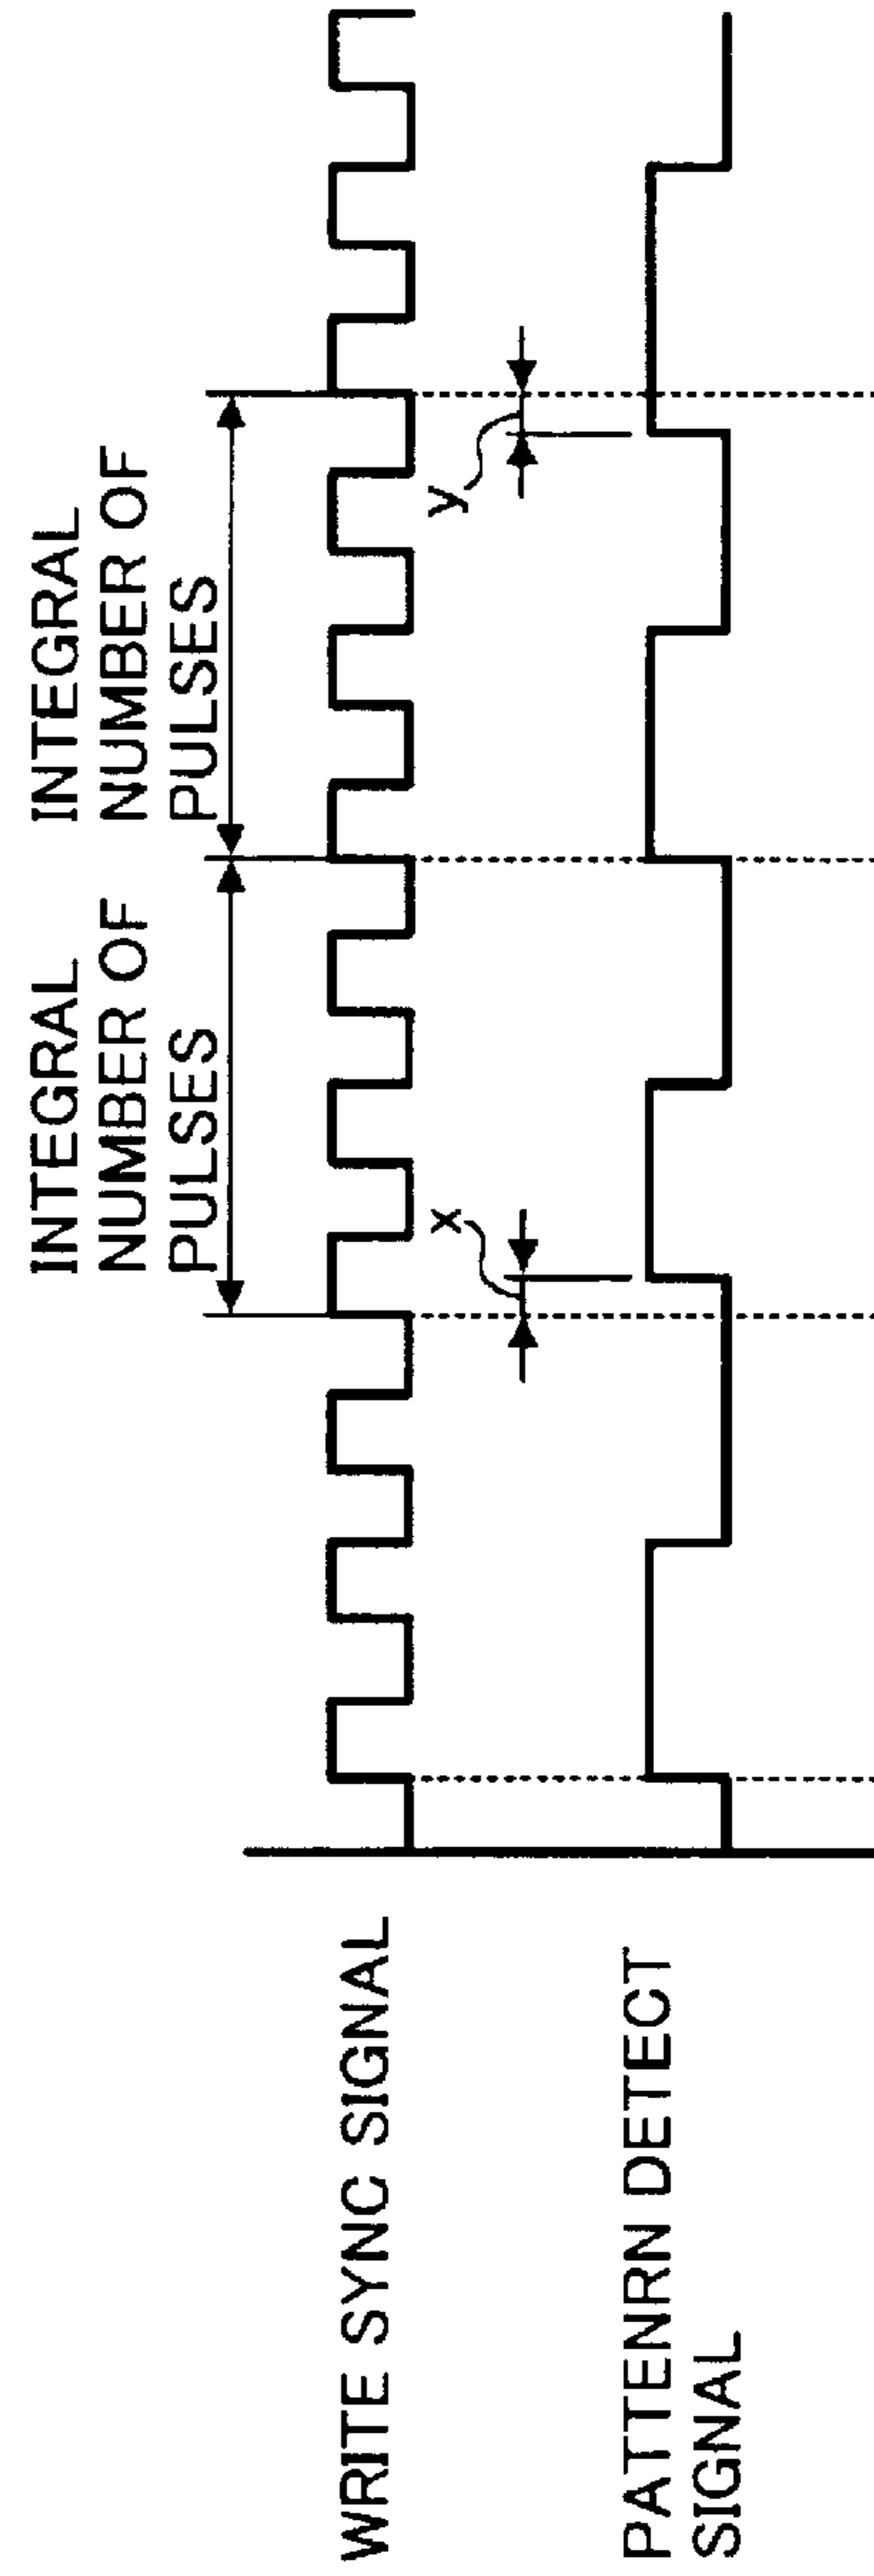 INTEGRAL
NUMBER OF
PULSES
INTEGRAL
NUMBER OF
PULSES
WRITE SYNC SIGNAL
x
y
PATTENRN DETECT
SIGNAL